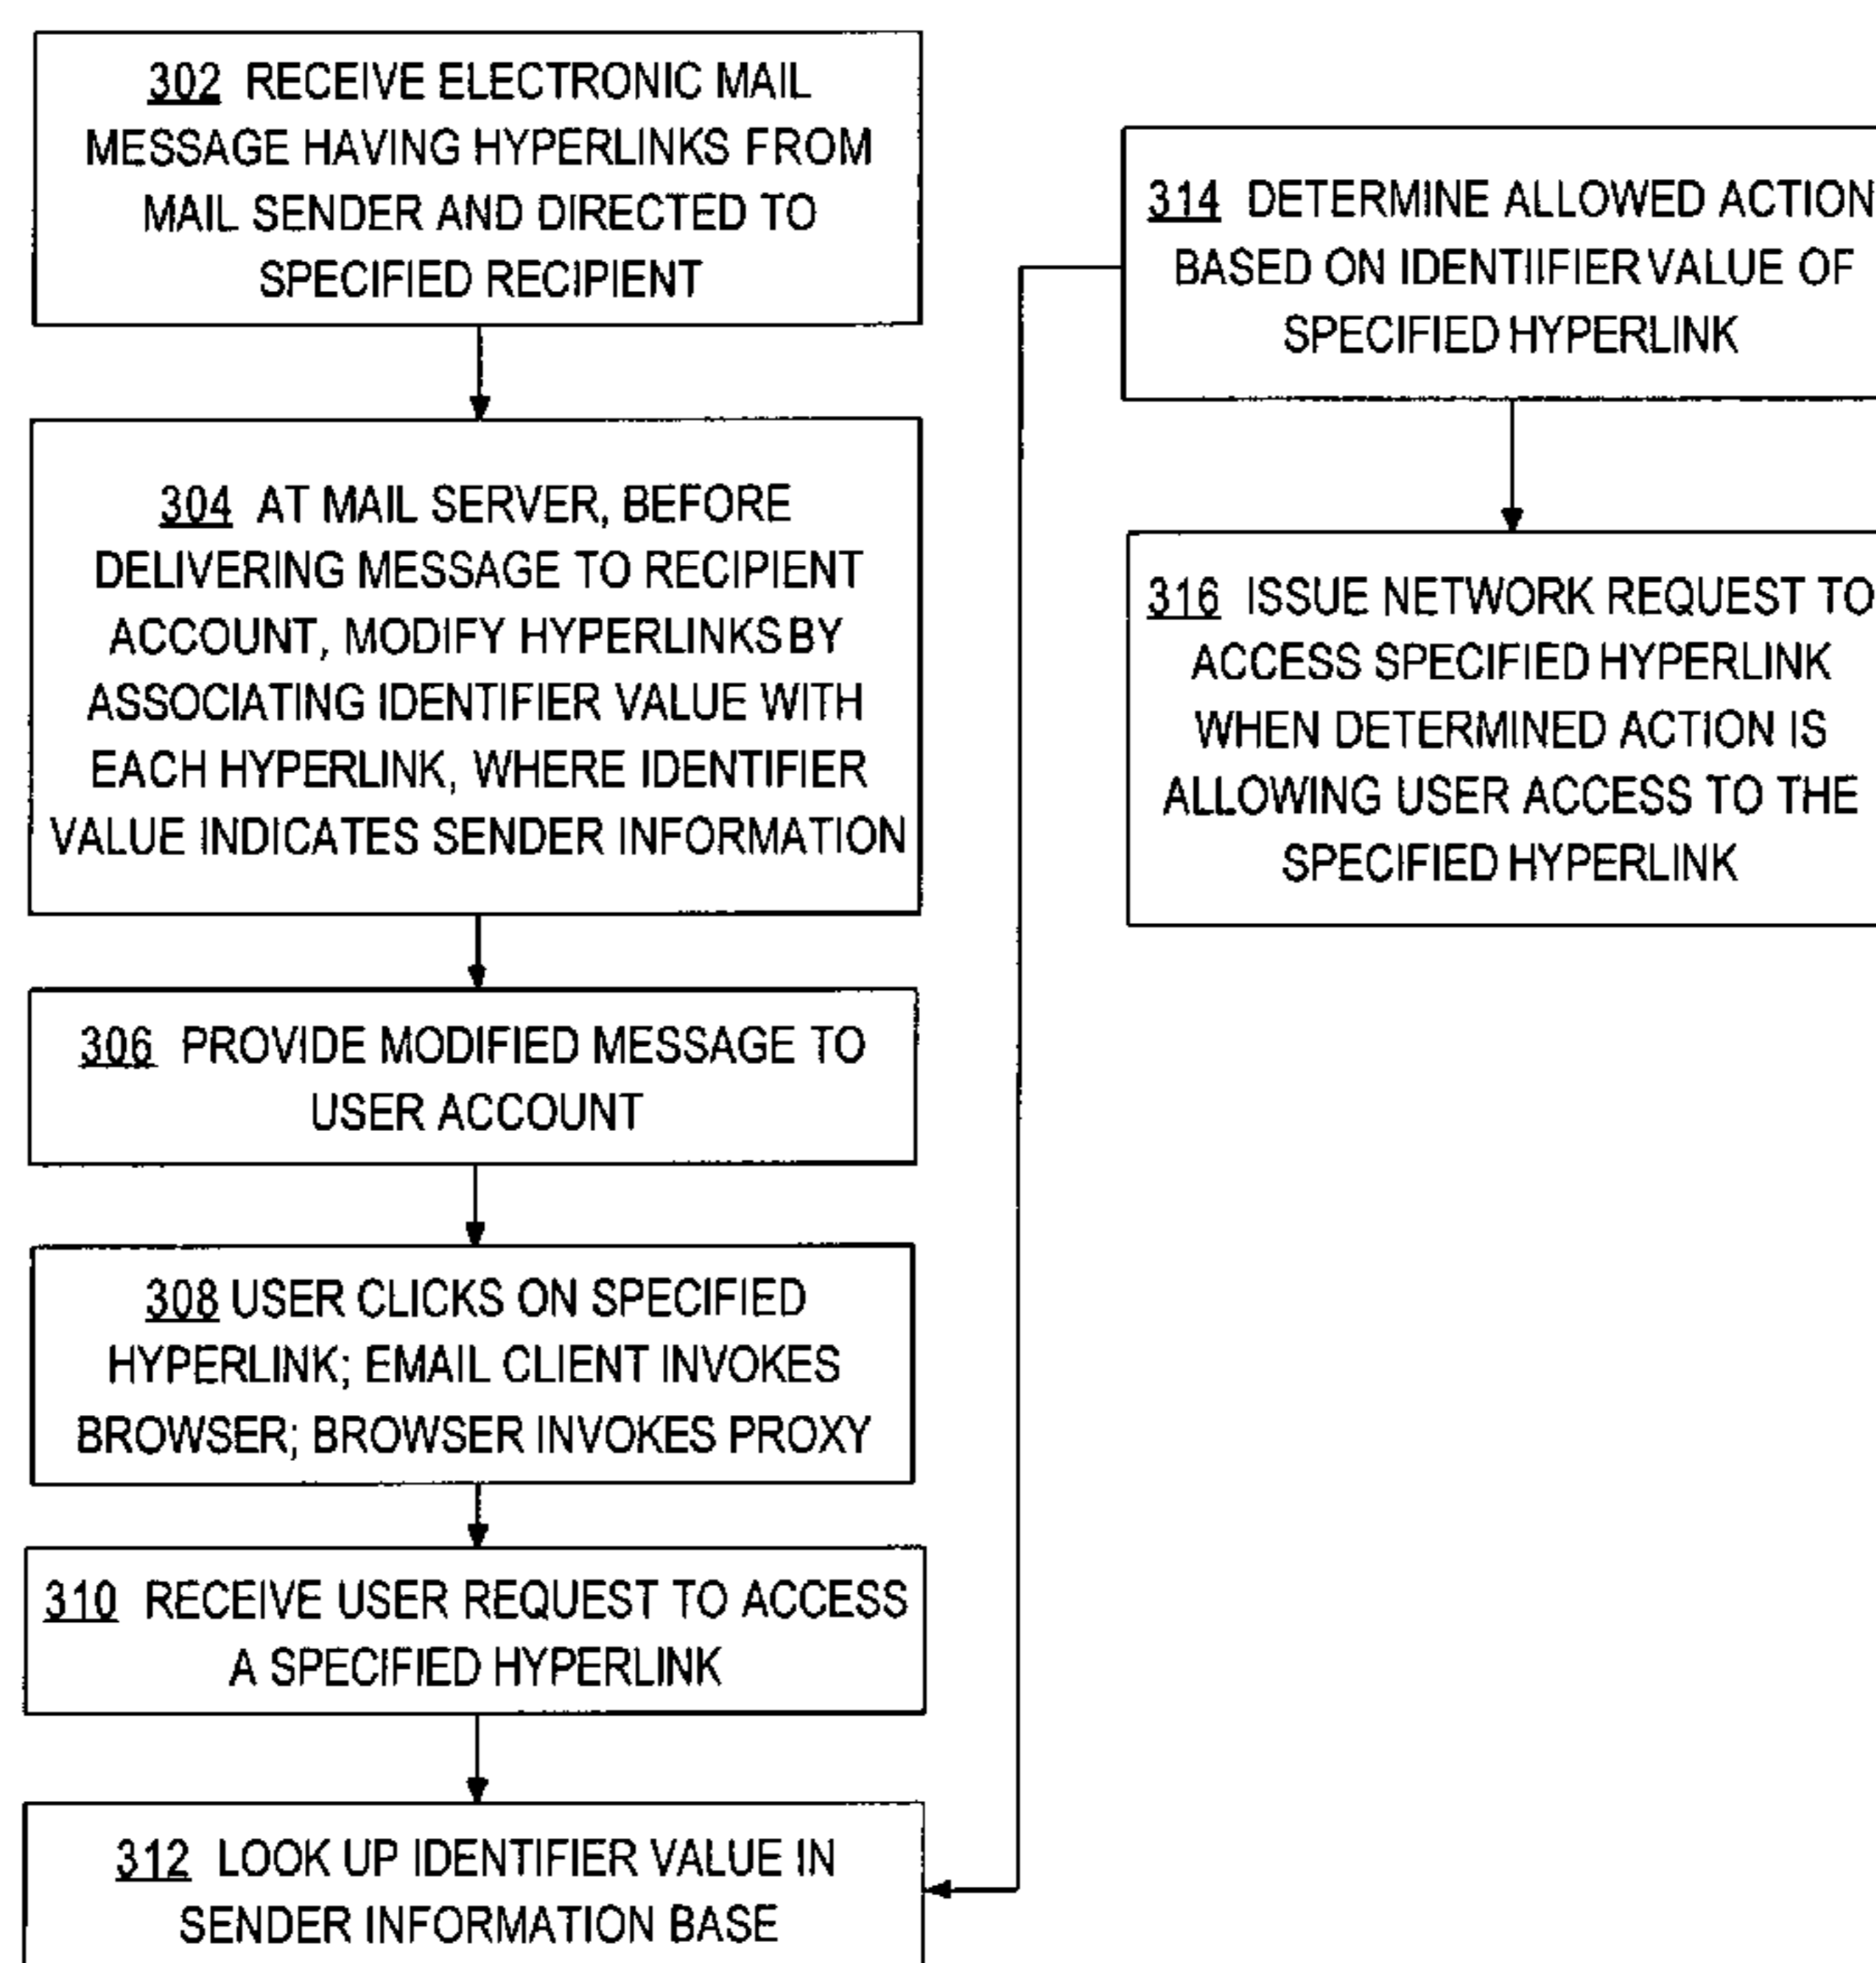 302 RECEIVE ELECTRONIC MAIL
MESSAGE HAVING HYPERLINKS FROM
MAIL SENDER AND DIRECTED TO
SPECIFIED RECIPIENT
304 AT MAIL SERVER, BEFORE
DELIVERING MESSAGE TO RECIPIENT
ACCOUNT, MODIFY HYPERLINKS BY
ASSOCIATING IDENTIFIER VALUE WITH
EACH HYPERLINK, WHERE IDENTIFIER
VALUE INDICATES SENDER INFORMATION
306 PROVIDE MODIFIED MESSAGE TO
USER ACCOUNT
308 USER CLICKS ON SPECIFIED
HYPERLINK; EMAIL CLIENT INVOKES
BROWSER; BROWSER INVOKES PROXY
310 RECEIVE USER REQUEST TO ACCESS
A SPECIFIED HYPERLINK
312 LOOK UP IDENTIFIER VALUE IN
SENDER INFORMATION BASE
314 DETERMINE ALLOWED ACTION
BASED ON IDENTIIFIER VALUE OF
SPECIFIED HYPERLINK
316 ISSUE NETWORK REQUEST TO
ACCESS SPECIFIED HYPERLINK
WHEN DETERMINED ACTION IS
ALLOWING USER ACCESS TO THE
SPECIFIED HYPERLINK